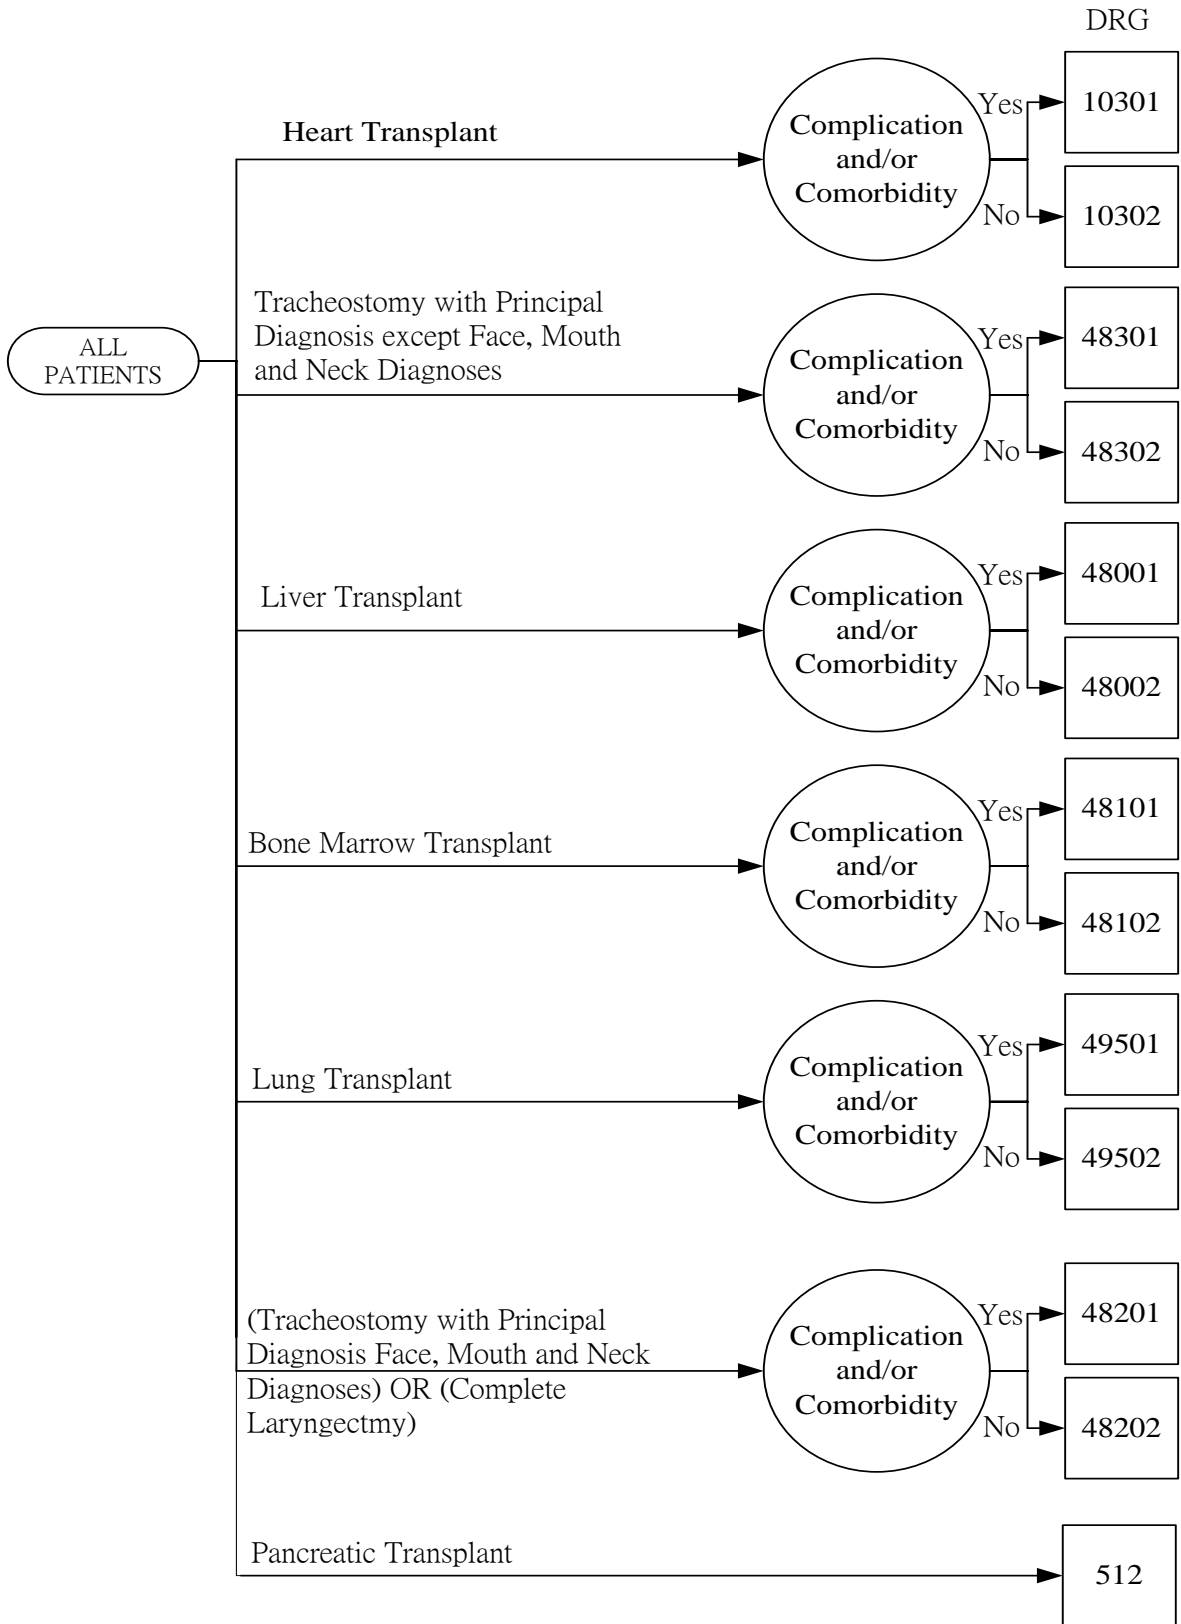 DRG
Heart Transplant
Complication
and/or
Comorbidity
Yes
10301
No
10302
ALL
PATIENTS
Tracheostomy with Principal
Diagnosis except Face, Mouth
and Neck Diagnoses
Complication
and/or
Comorbidity
Yes
48301
No
48302
Liver Transplant
Complication
and/or
Comorbidity
Yes
48001
No
48002
Bone Marrow Transplant
Complication
and/or
Comorbidity
Yes
48101
No
48102
Lung Transplant
Complication
and/or
Comorbidity
Yes
49501
No
49502
(Tracheostomy with Principal
Diagnosis Face, Mouth and Neck
Diagnoses) OR (Complete
Laryngectmy)
Complication
and/or
Comorbidity
Yes
48201
No
48202
Pancreatic Transplant
512